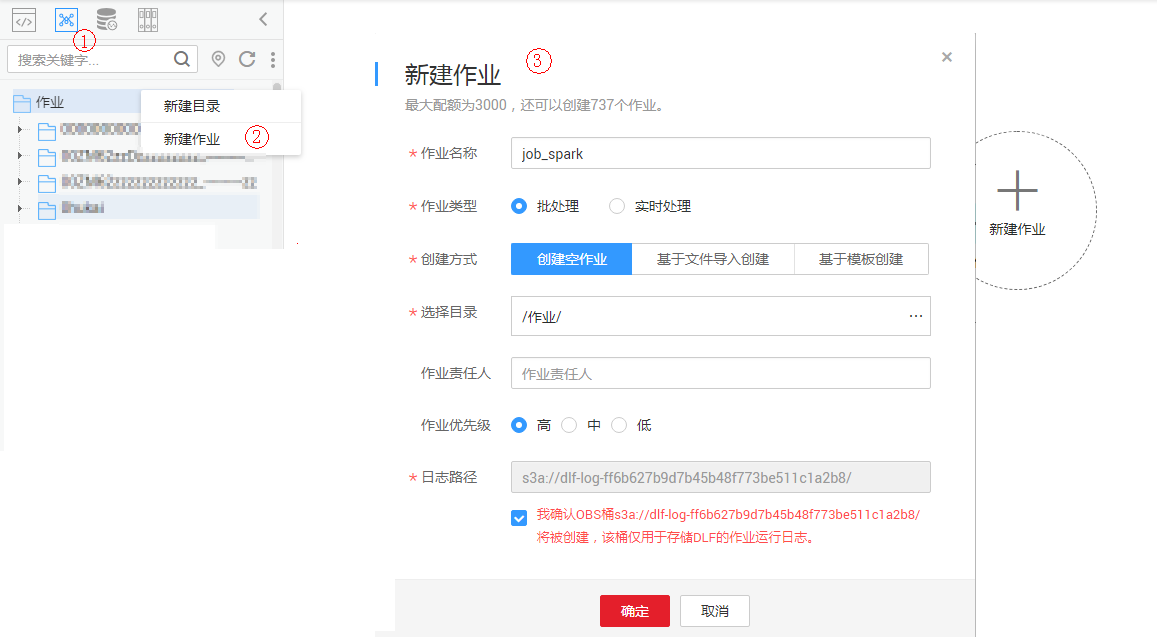 ①
搜索关键字...
作业
新建目录
新建作业 ②
新建作业 ③
最大配额为3000，还可以创建737个作业。
* 作业名称 job_spark
* 作业类型 批处理 实时处理
* 创建方式 创建空作业 基于文件导入创建 基于模板创建
* 选择目录 /作业/ ...
作业责任人 作业责任人
作业优先级 高 中 低
* 日志路径 s3a://dlf-log-ff6b627b9d7b45b48f773be511c1a2b8/
我确认OBS桶s3a://dlf-log-ff6b627b9d7b45b48f773be511c1a2b8/
将被创建，该桶仅用于存储DLF的作业运行日志。
确定 取消
新建作业